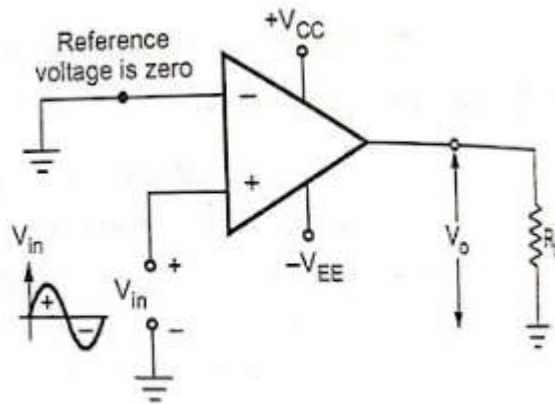 Reference
voltage is zero
+VCC
−
+
−VEE
Vin
+
−
+
Vin
−
Vo
R